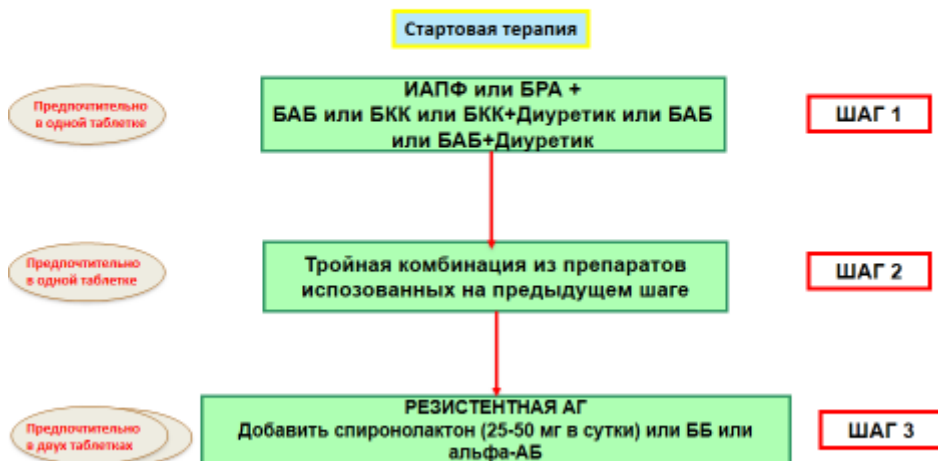 Стартовая терапия
Предпочтительно
в одной таблетке
ИАПФ или БРА +
БАБ или БКК или БКК+Диуретик или БАБ
или БАБ+Диуретик
ШАГ 1
Предпочтительно
в одной таблетке
Тройная комбинация из препаратов
испозованных на предыдущем шаге
ШАГ 2
Предпочтительно
в двух таблетках
РЕЗИСТЕНТНАЯ АГ
Добавить спиронолактон (25-50 мг в сутки) или ББ или
альфа-АБ
ШАГ 3